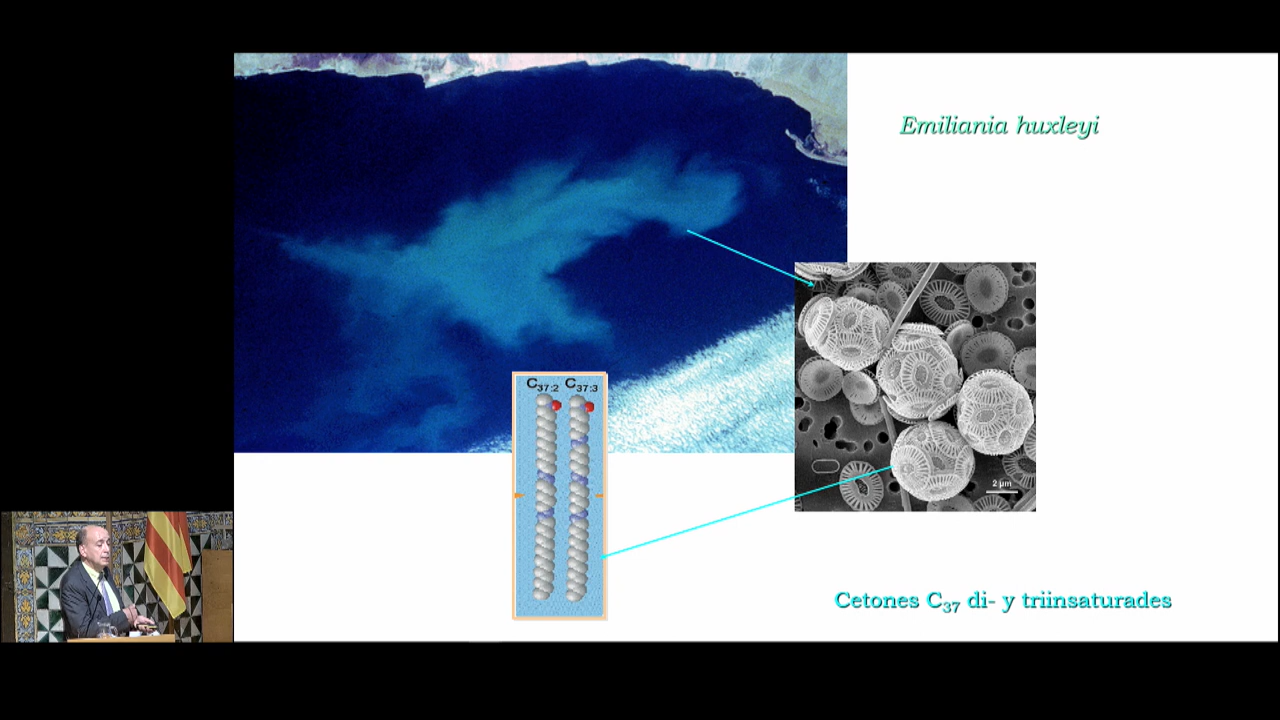 Emiliania huxleyi
C37:2 C37:3
2 µm
Cetones C37 di- y triinsaturades